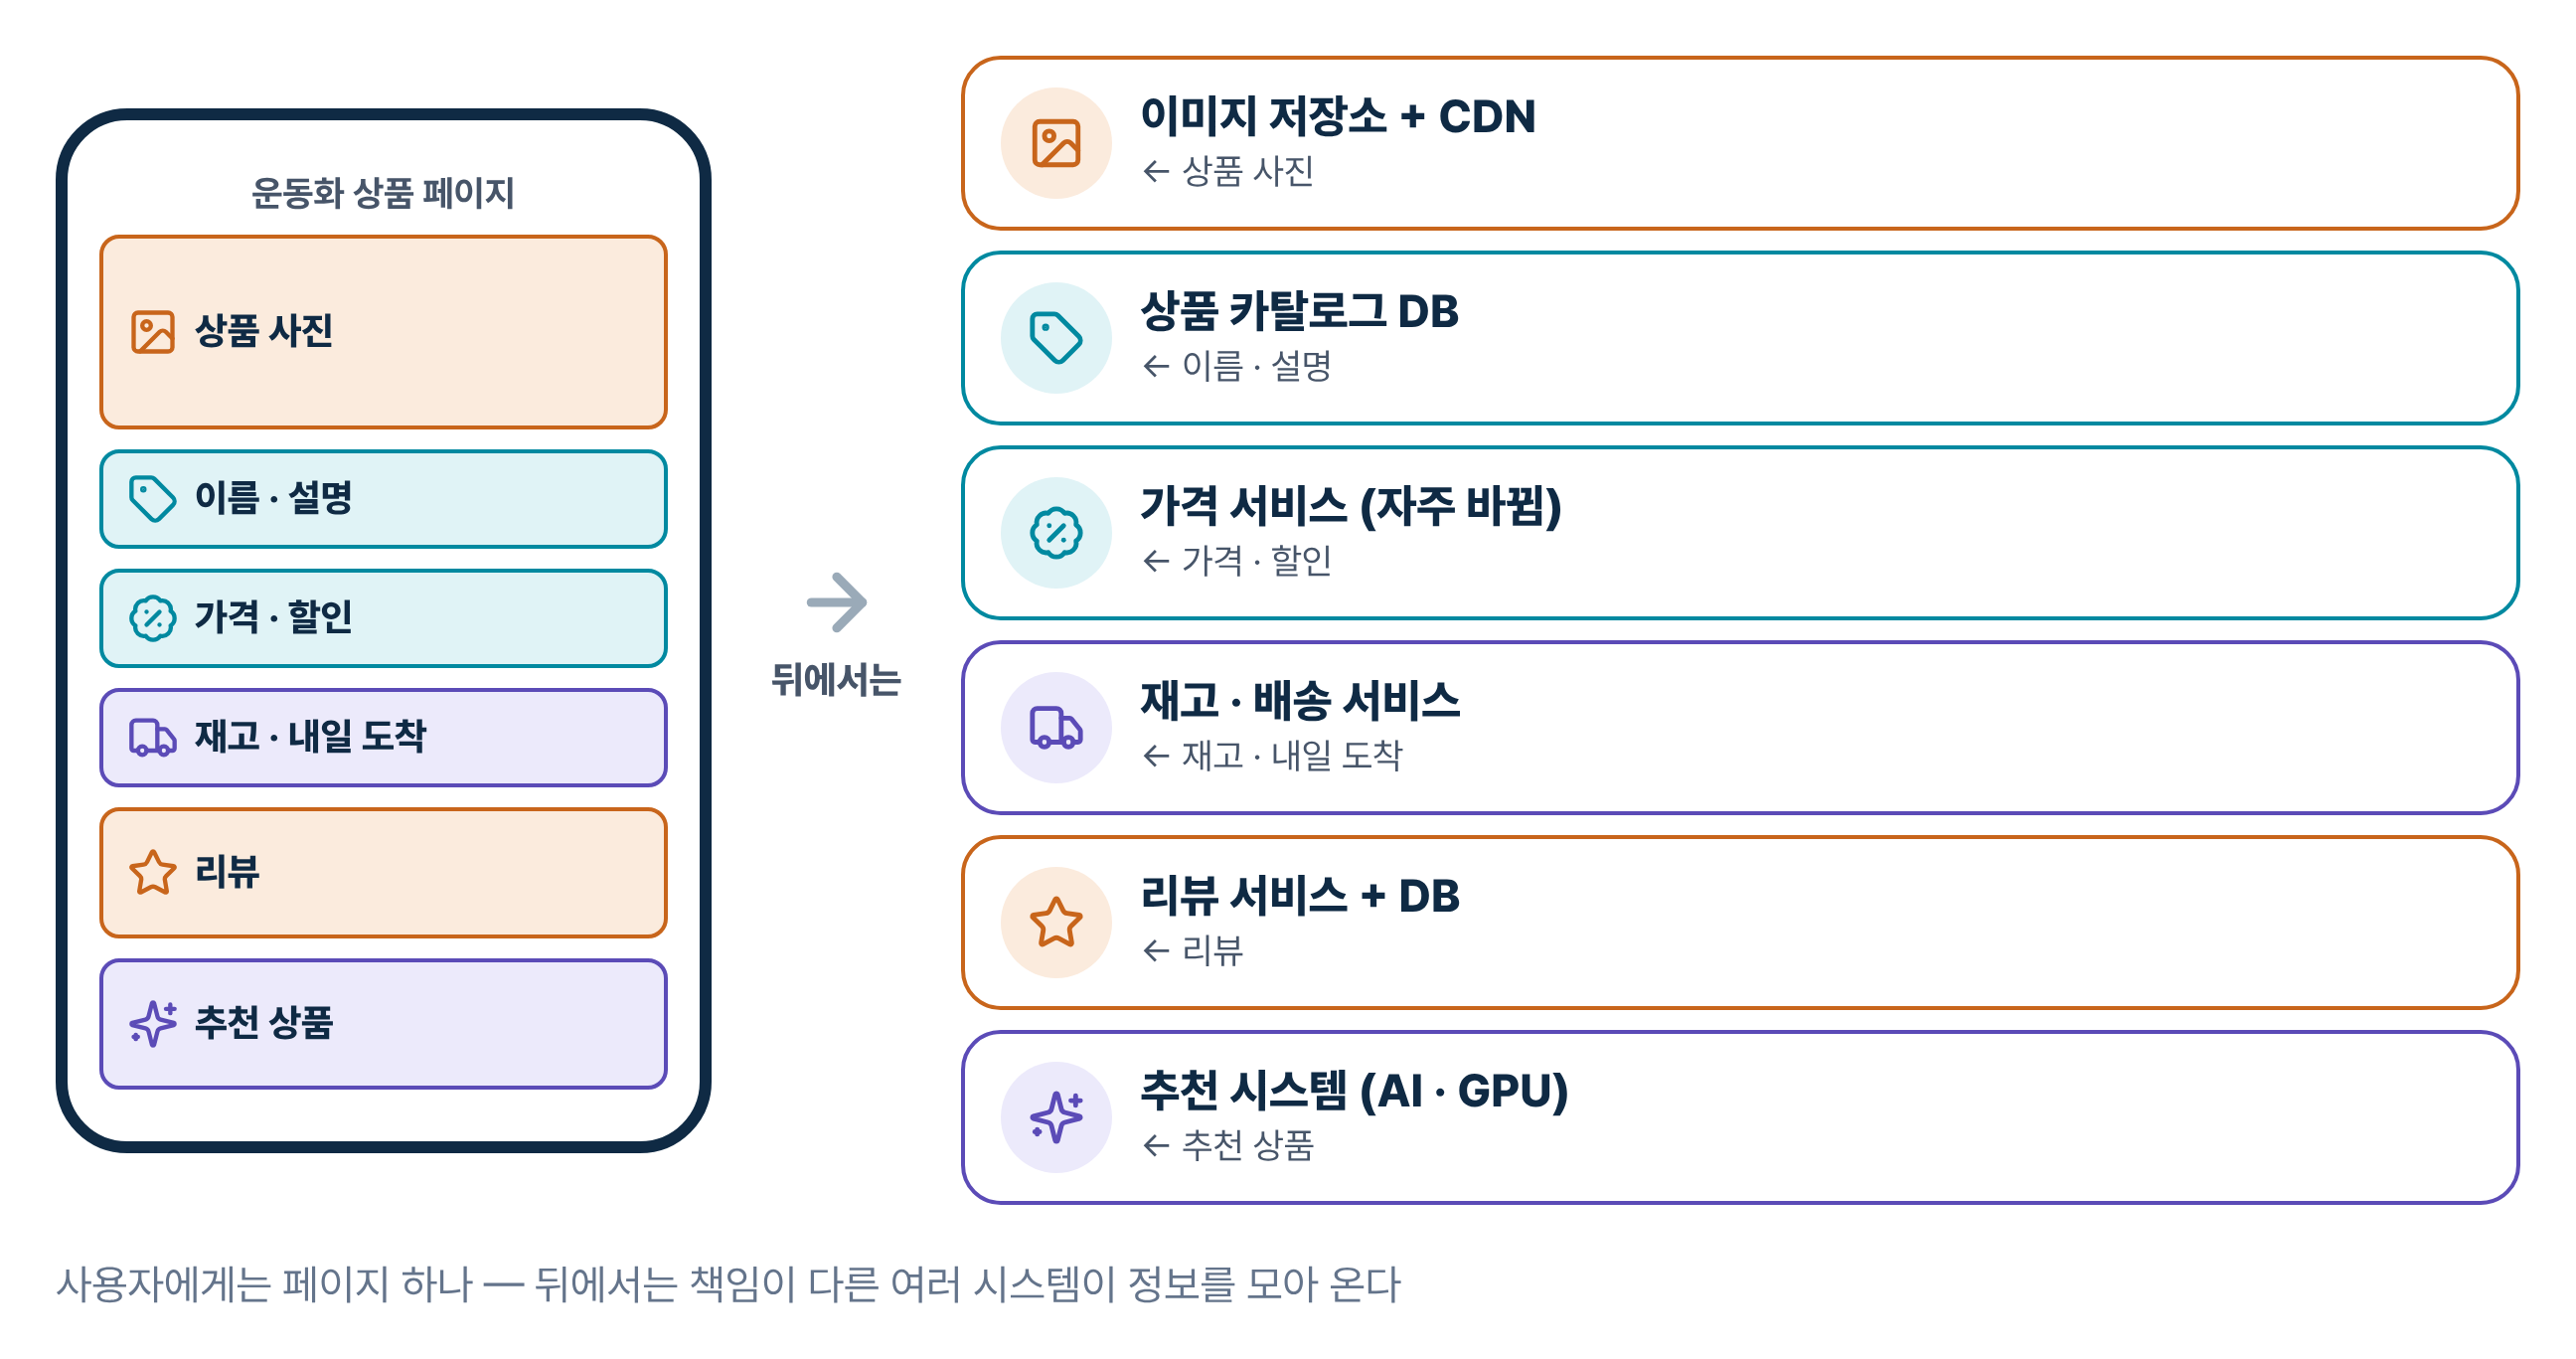 운동화 상품 페이지
상품 사진
이름 · 설명
가격 · 할인
재고 · 내일 도착
리뷰
추천 상품
뒤에서는
이미지 저장소 + CDN
← 상품 사진
상품 카탈로그 DB
← 이름 · 설명
가격 서비스 (자주 바뀜)
← 가격 · 할인
재고 · 배송 서비스
← 재고 · 내일 도착
리뷰 서비스 + DB
← 리뷰
추천 시스템 (AI · GPU)
← 추천 상품
사용자에게는 페이지 하나 — 뒤에서는 책임이 다른 여러 시스템이 정보를 모아 온다